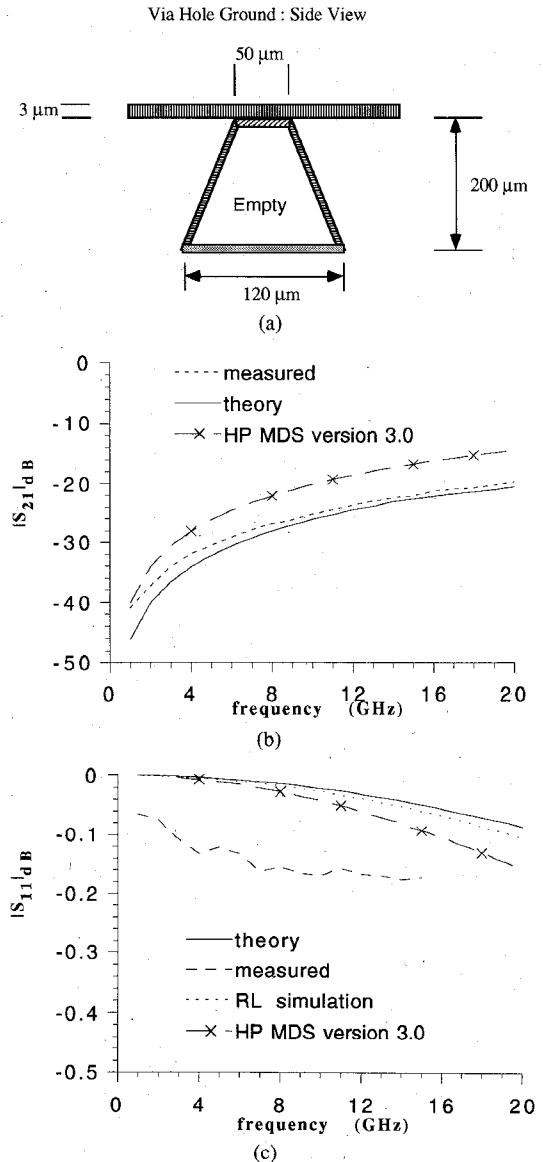 Via Hole Ground : Side View
50 μm
3 μm
200 μm
Empty
120 μm
(a)
0
-10
-20
-30
-40
-50
|S21|dB
measured
theory
HP MDS version 3.0
0 4 8 12 16 20
frequency (GHz)
(b)
0
-0.1
-0.2
-0.3
-0.4
-0.5
|S11|dB
theory
measured
RL simulation
HP MDS version 3.0
0 4 8 12 16 20
frequency (GHz)
(c)